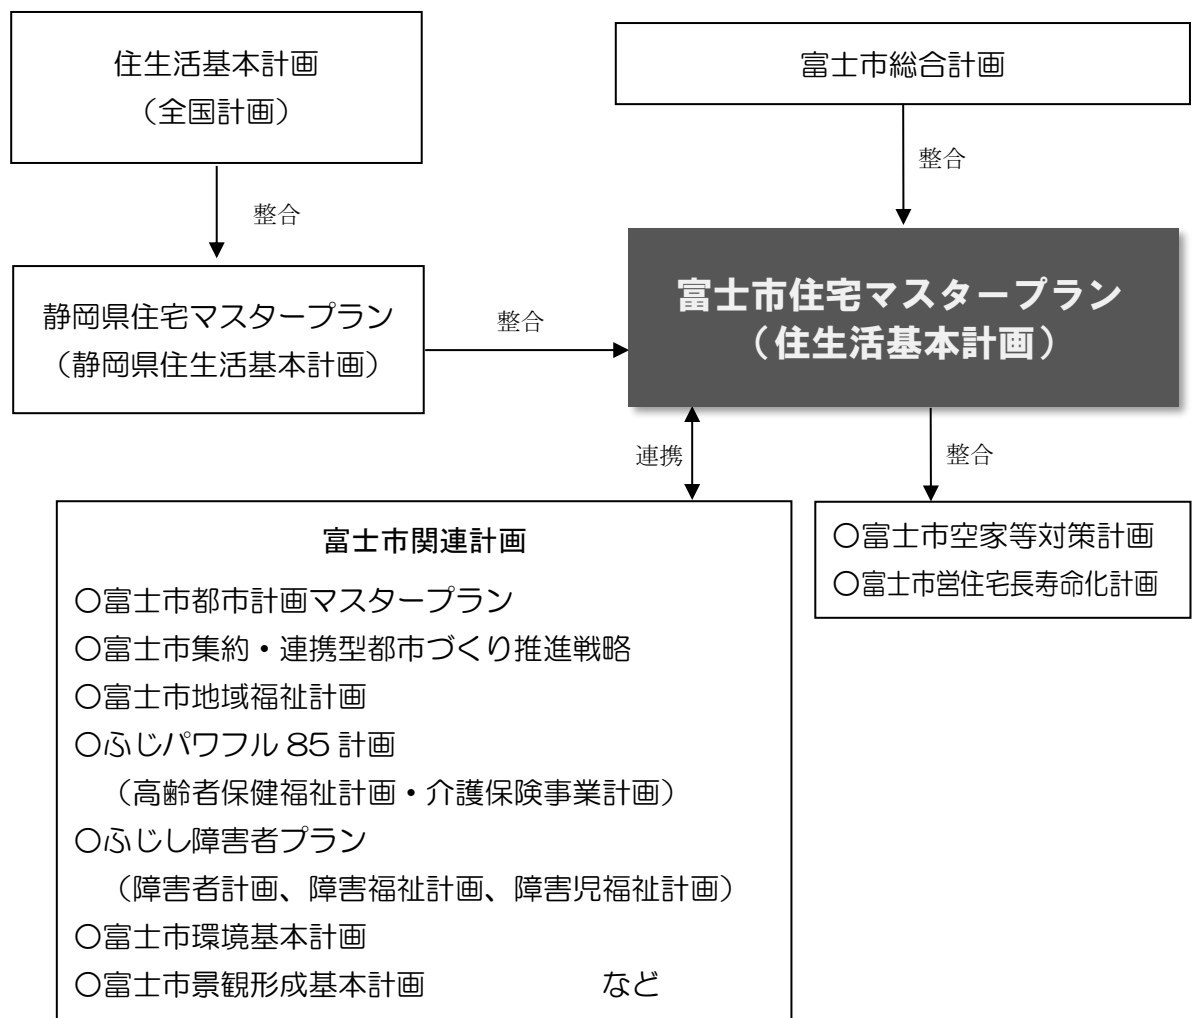 住生活基本計画
（全国計画）
富士市総合計画
整合
整合
静岡県住宅マスタープラン
（静岡県住生活基本計画）
整合
富士市住宅マスタープラン
（住生活基本計画）
連携
整合
富士市関連計画
○富士市都市計画マスタープラン
○富士市集約・連携型都市づくり推進戦略
○富士市地域福祉計画
○ふじパワフル 85 計画
（高齢者保健福祉計画・介護保険事業計画）
○ふじし障害者プラン
（障害者計画、障害福祉計画、障害児福祉計画）
○富士市環境基本計画
○富士市景観形成基本計画　　　　　　など
○富士市空家等対策計画
○富士市営住宅長寿命化計画